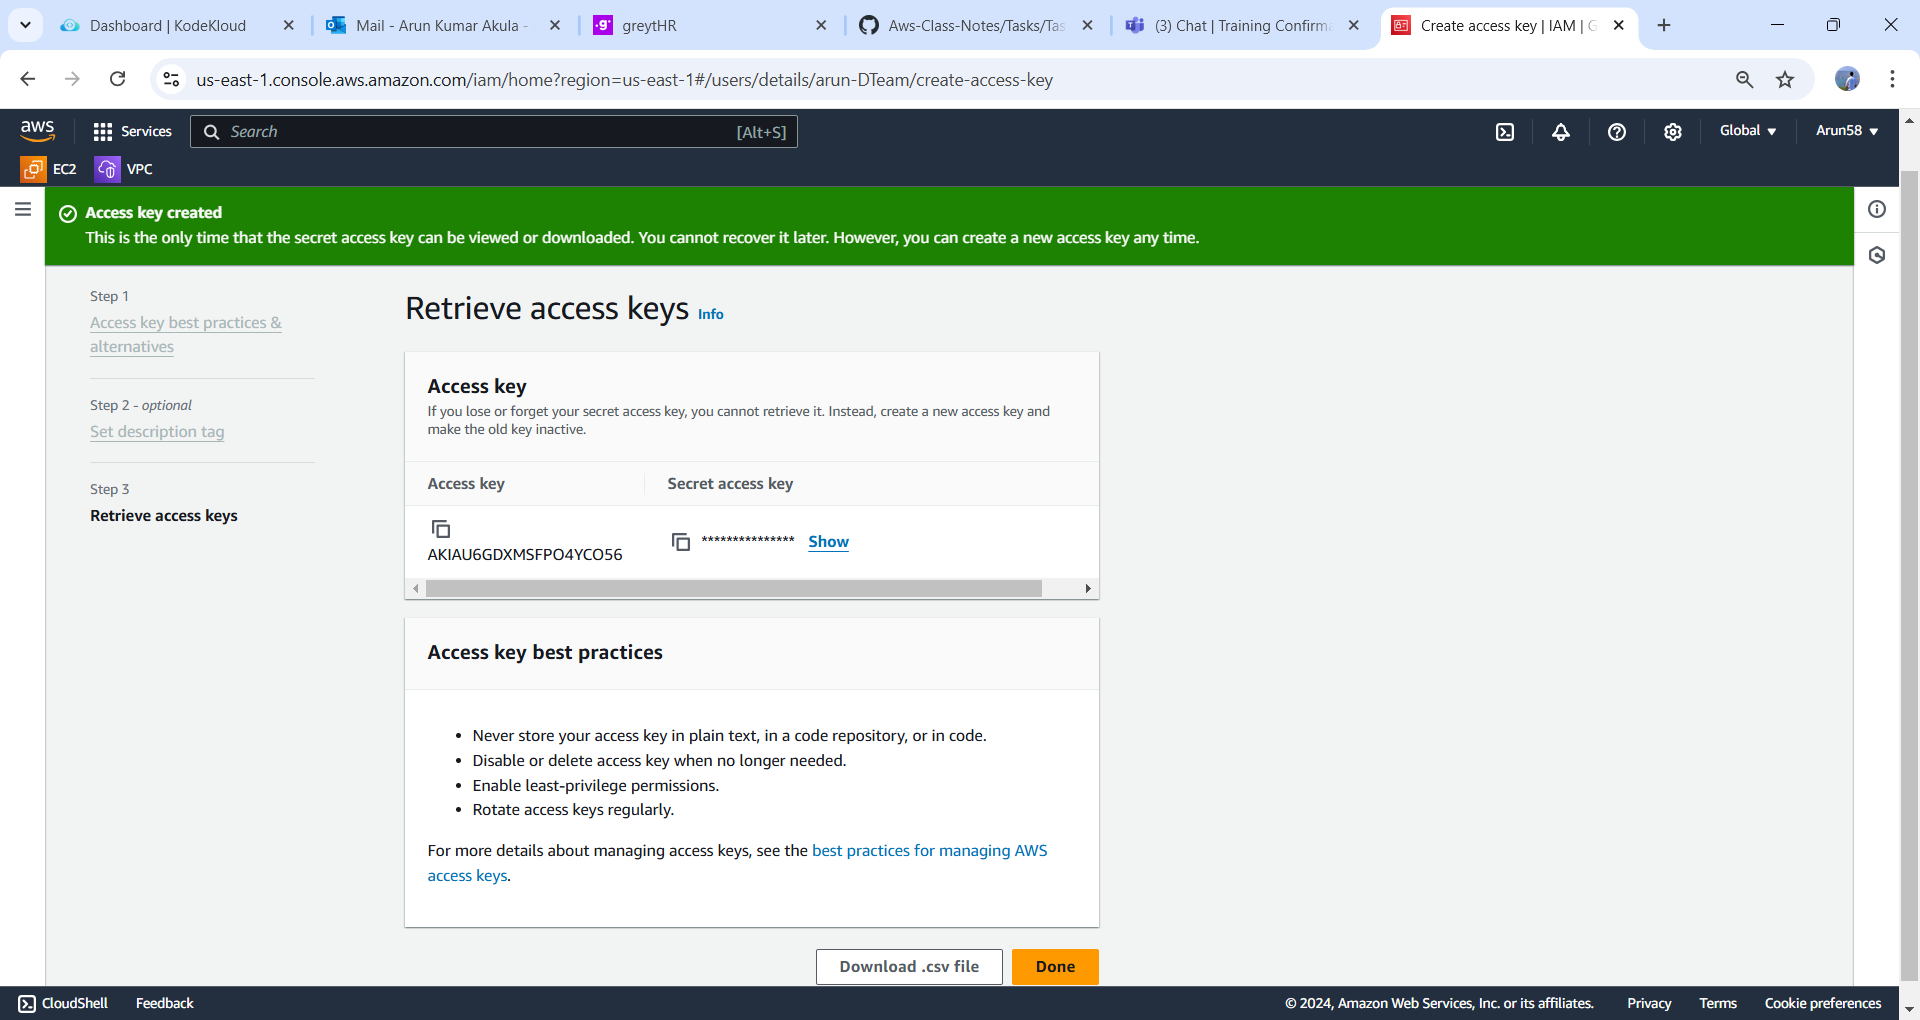 Dashboard | KodeKloud
Mail - Arun Kumar Akula -
greytHR
Aws-Class-Notes/Tasks/Tas
(3) Chat | Training Confirma
Create access key | IAM | G
us-east-1.console.aws.amazon.com/iam/home?region=us-east-1#/users/details/arun-DTeam/create-access-key
aws
Services
Search
[Alt+S]
Global
Arun58
EC2
VPC
Access key created
This is the only time that the secret access key can be viewed or downloaded. You cannot recover it later. However, you can create a new access key any time.
Step 1
Access key best practices &
alternatives
Step 2 - optional
Set description tag
Step 3
Retrieve access keys
Retrieve access keys Info
Access key
If you lose or forget your secret access key, you cannot retrieve it. Instead, create a new access key and
make the old key inactive.
Access key
Secret access key
AKIAU6GDXMSFPO4YCO56
*************** Show
Access key best practices
• Never store your access key in plain text, in a code repository, or in code.
• Disable or delete access key when no longer needed.
• Enable least-privilege permissions.
• Rotate access keys regularly.
For more details about managing access keys, see the best practices for managing AWS
access keys.
Download .csv file
Done
CloudShell
Feedback
© 2024, Amazon Web Services, Inc. or its affiliates.
Privacy
Terms
Cookie preferences